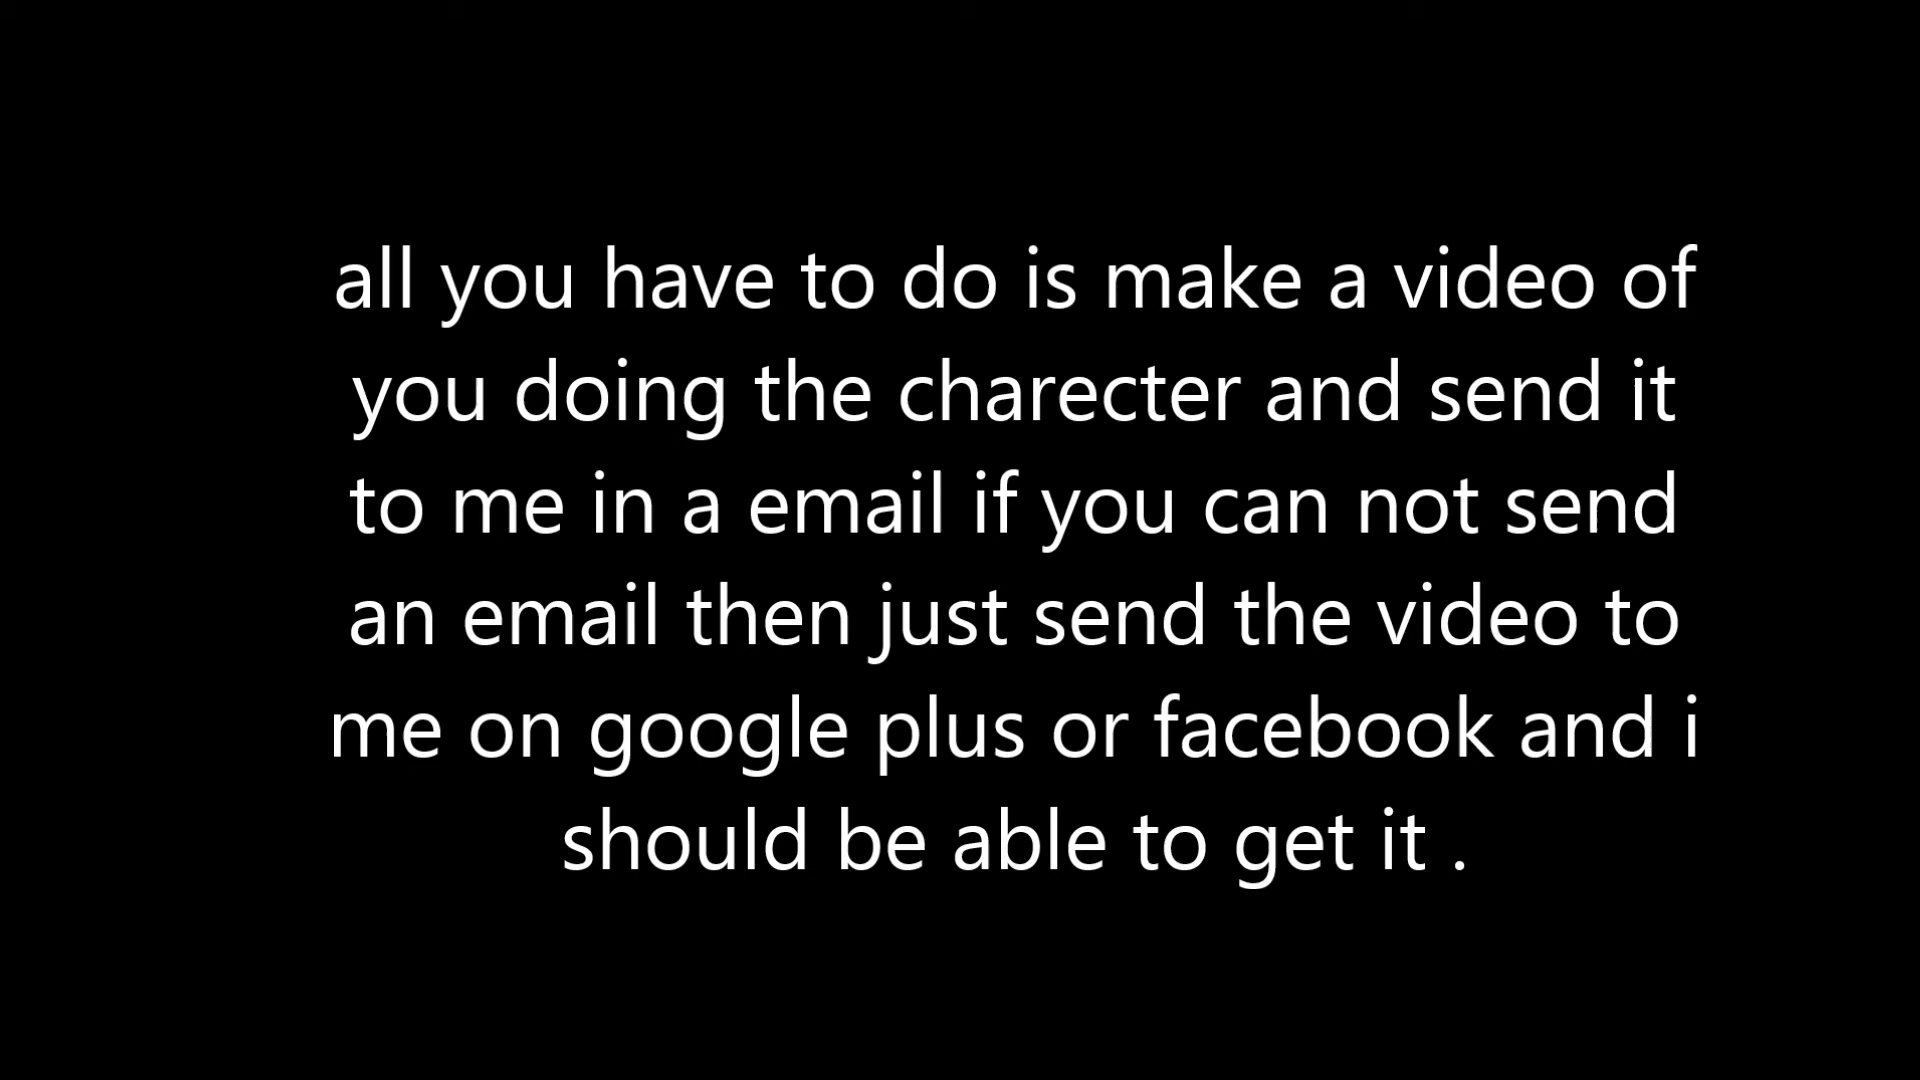 all you have to do is make a video of
you doing the charecter and send it
to me in a email if you can not send
an email then just send the video to
me on google plus or facebook and i
should be able to get it .